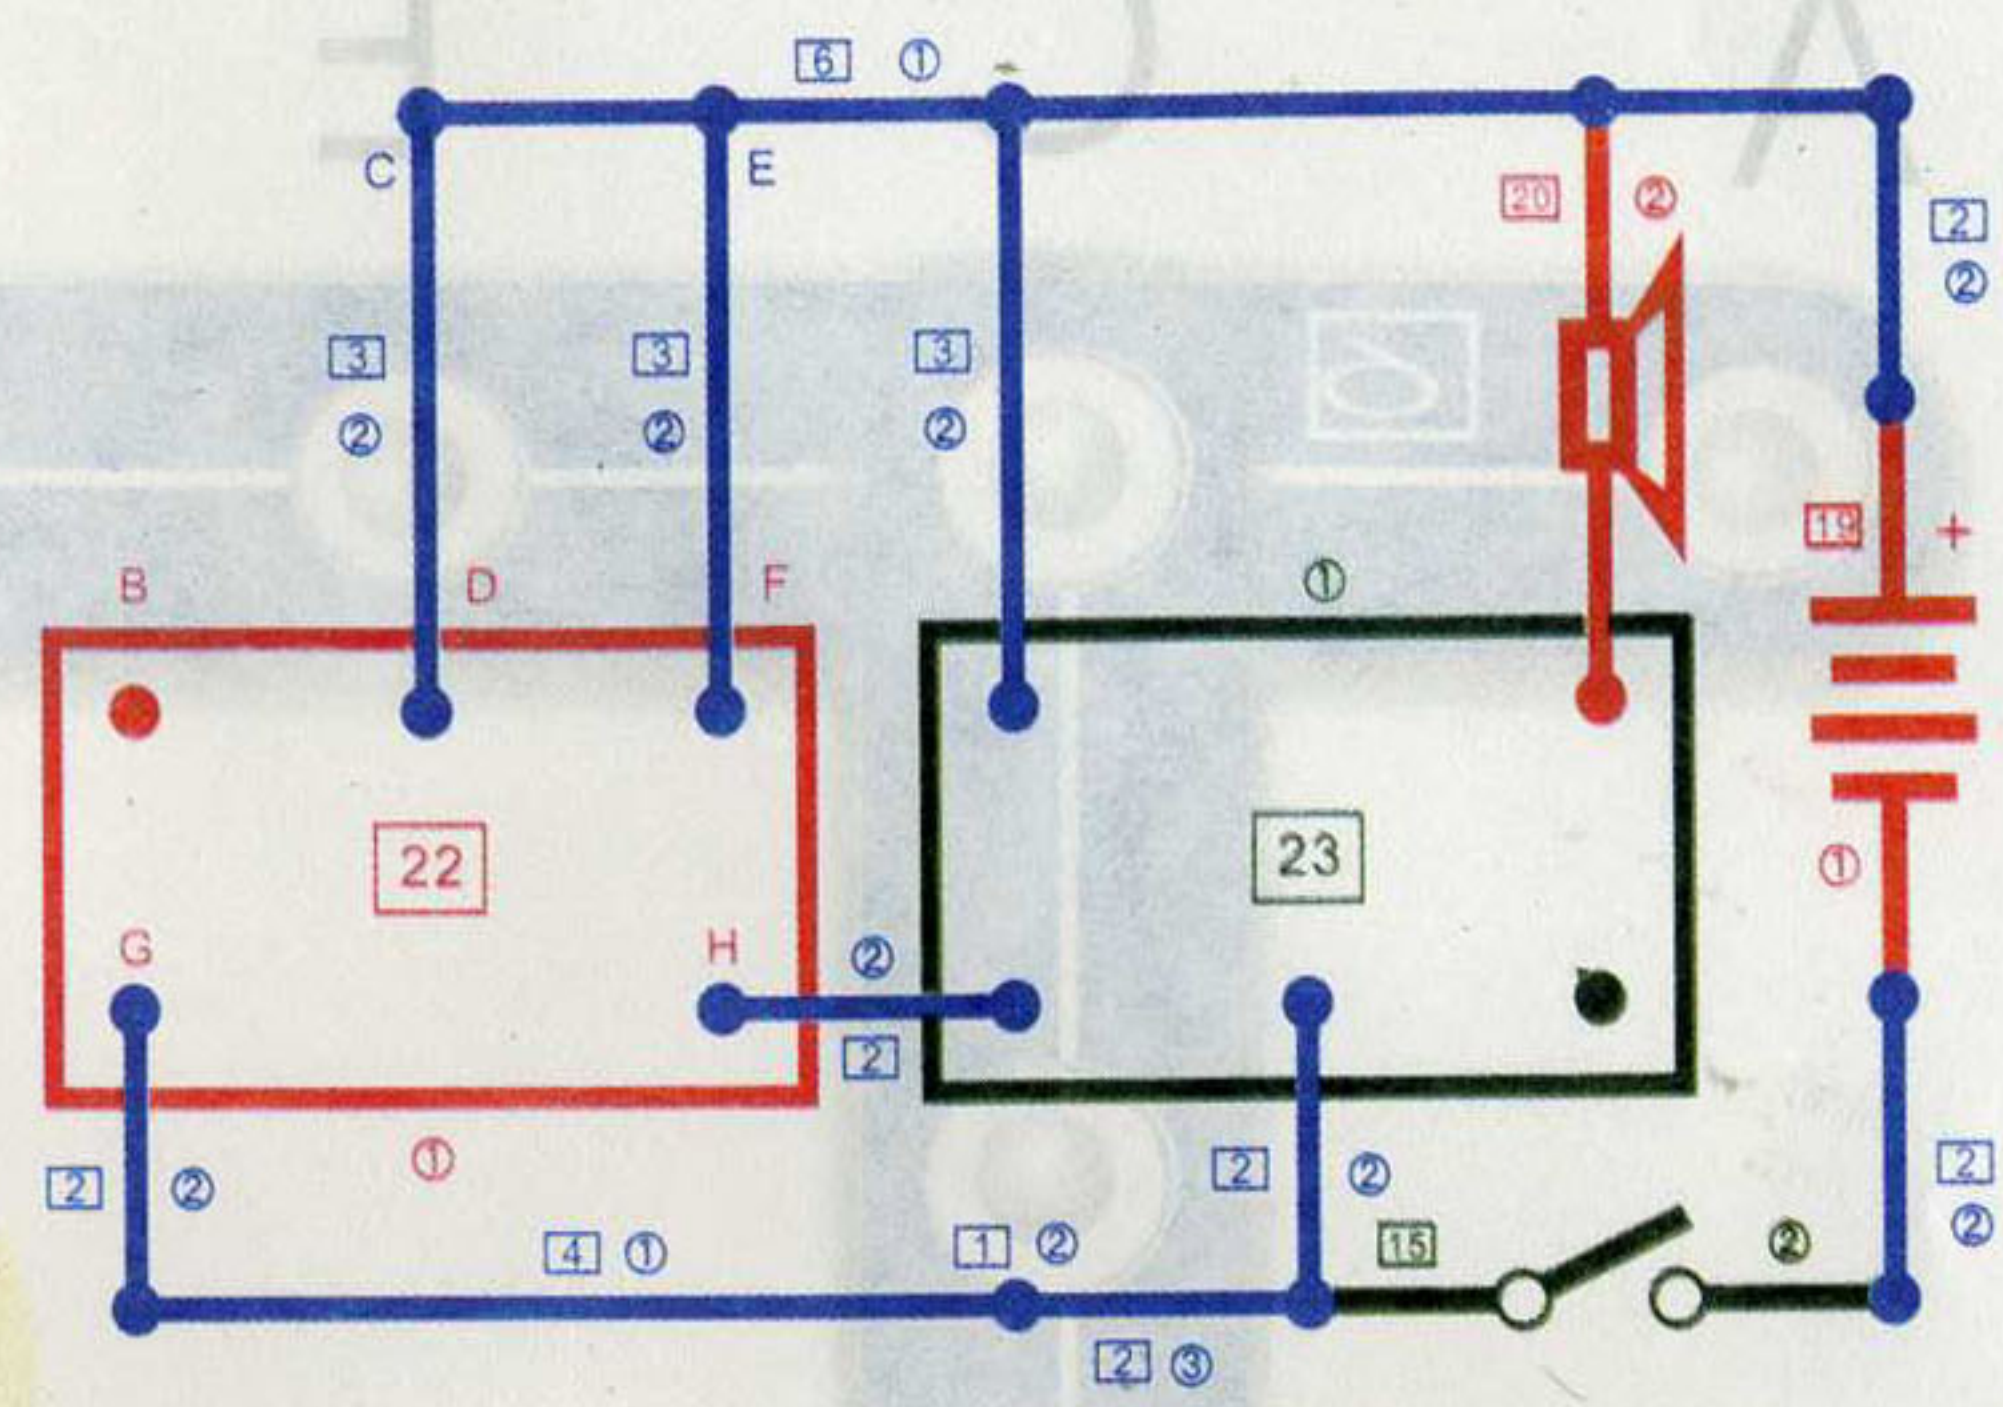 6 ①
C E
20 ②
2
②
3 3 3
② ② ②
19 +
B D F ①
22 23
①
G H ②
2
①
2 ② 2 ② 2
②
4 ① 1 ② 15 ②
2 ③